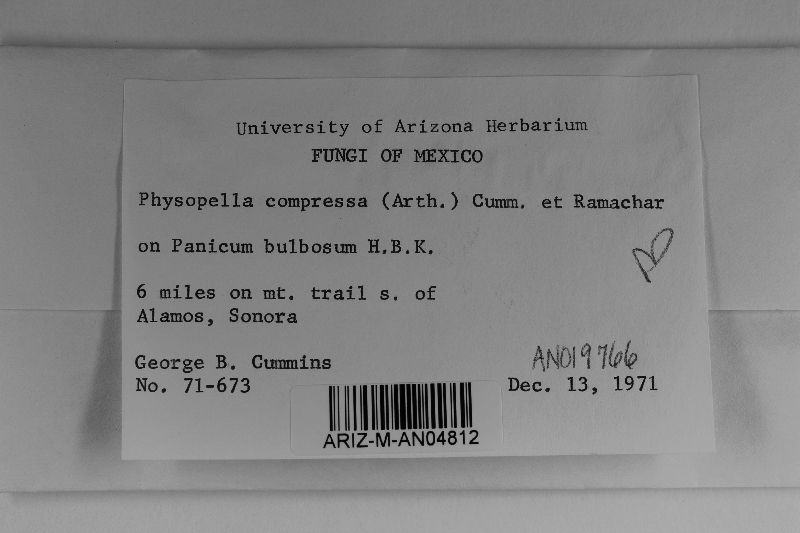 University of Arizona Herbarium
FUNGI OF MEXICO
Physopella compressa (Arth.) Cumm. et Ramachar
on Panicum bulbosum H.B.K.
6 miles on mt. trail s. of
Alamos, Sonora
George B. Cummins
AN019766
No. 71-673
Dec. 13, 1971
ARIZ-M-AN04812